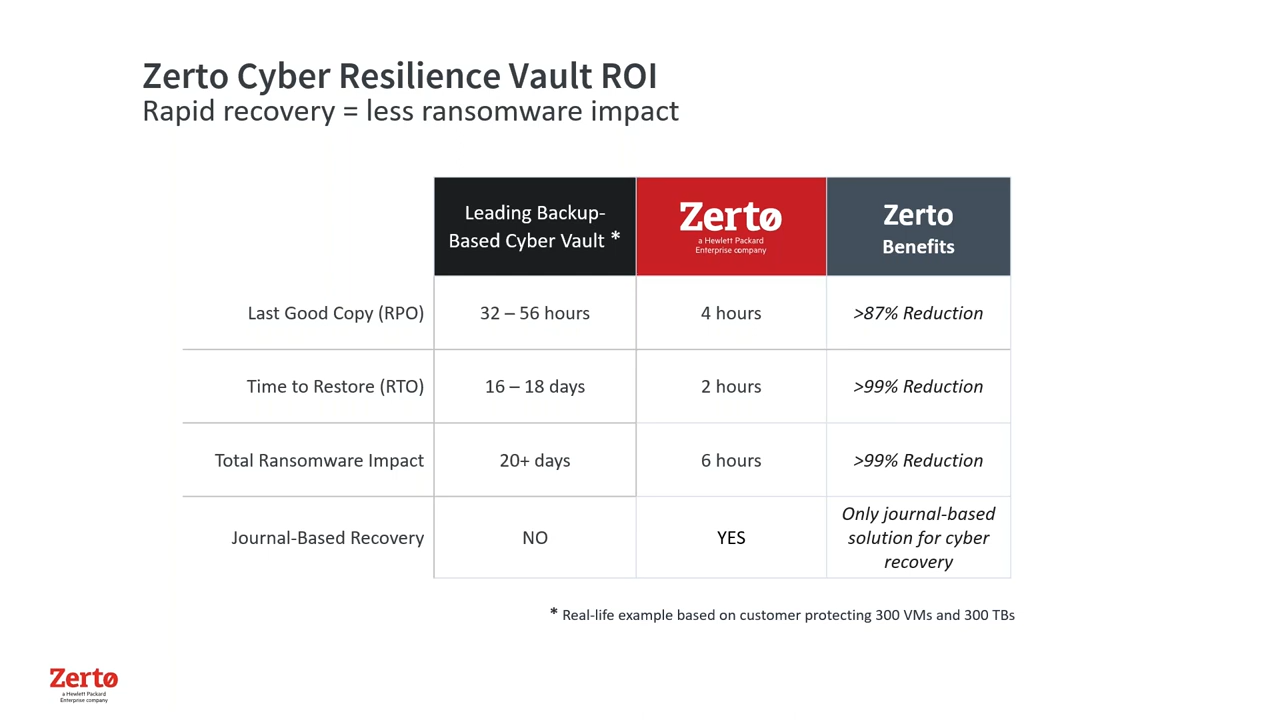 Zerto Cyber Resilience Vault ROI
Rapid recovery = less ransomware impact
Leading Backup-
Based Cyber Vault *
Zerto
a Hewlett Packard
Enterprise company
Zerto
Benefits
Last Good Copy (RPO)
32 – 56 hours
4 hours
>87% Reduction
Time to Restore (RTO)
16 – 18 days
2 hours
>99% Reduction
Total Ransomware Impact
20+ days
6 hours
>99% Reduction
Journal-Based Recovery
NO
YES
Only journal-based
solution for cyber
recovery
* Real-life example based on customer protecting 300 VMs and 300 TBs
Zerto
a Hewlett Packard
Enterprise company